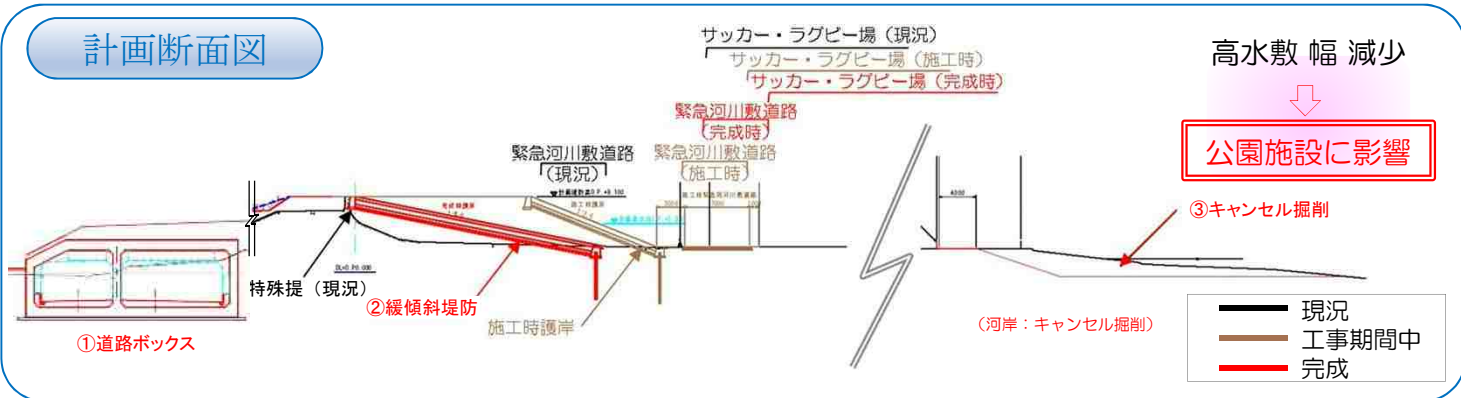 計画断面図
サッカー・ラグビー場（現況）
サッカー・ラグビー場（施工時）
サッカー・ラグビー場（完成時）
緊急河川敷道路
（完成時）
緊急河川敷道路
（現況）
緊急河川敷道路
（施工時）
高水敷 幅 減少
公園施設に影響
③キャンセル掘削
特殊提（現況）
②緩傾斜堤防
施工時護岸
①道路ボックス
（河岸：キャンセル掘削）
現況
工事期間中
完成